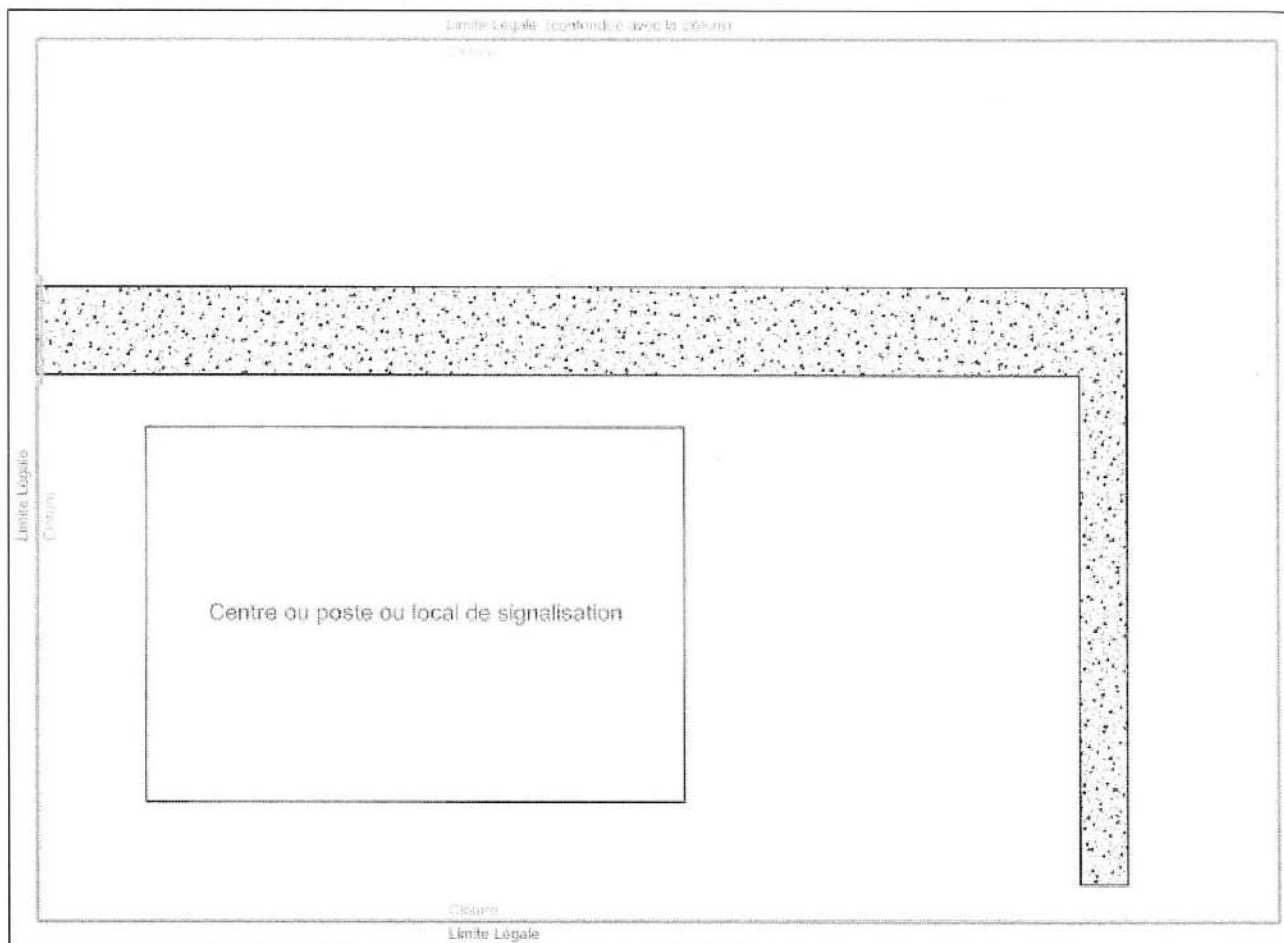 Limite Légale (confondue avec la clôture)
Clôture
Limite Légale
Clôture
Centre ou poste ou local de signalisation
Clôture
Limite Légale